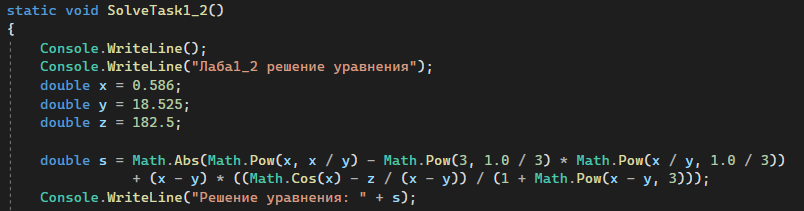 static void SolveTask1_2()
{
Console.WriteLine();
Console.WriteLine("Лаба1_2 решение уравнения");
double x = 0.586;
double y = 18.525;
double z = 182.5;
double s = Math.Abs(Math.Pow(x, x / y) - Math.Pow(3, 1.0 / 3) * Math.Pow(x / y, 1.0 / 3))
+ (x - y) * ((Math.Cos(x) - z / (x - y)) / (1 + Math.Pow(x - y, 3)));
Console.WriteLine("Решение уравнения: " + s);